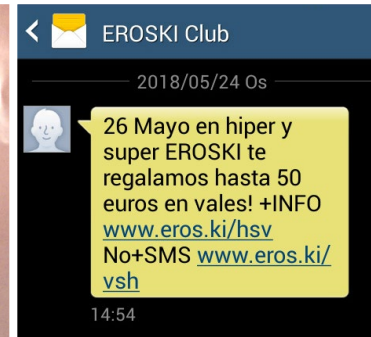 EROSKI Club
2018/05/24 Os
26 Mayo en hiper y
super EROSKI te
regalamos hasta 50
euros en vales! +INFO
www.eros.ki/hsv
No+SMS www.eros.ki/
vsh
14:54